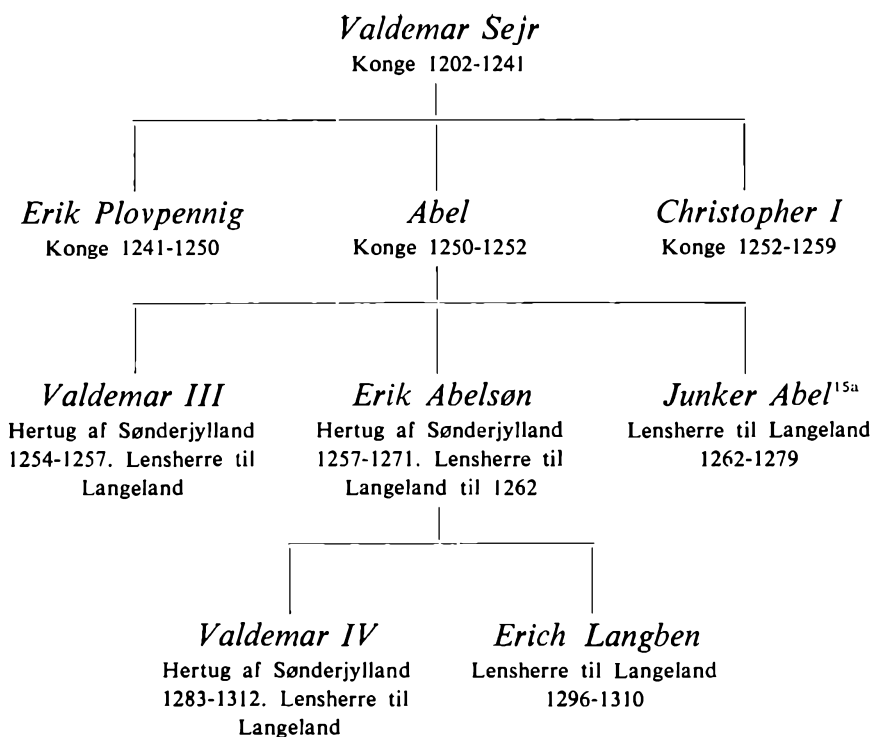 Valdemar Sejr
Konge 1202-1241
Erik Plovpennig
Konge 1241-1250
Abel
Konge 1250-1252
Christopher I
Konge 1252-1259
Valdemar III
Hertug af Sønderjylland
1254-1257. Lensherre til
Langeland
Erik Abelsøn
Hertug af Sønderjylland
1257-1271. Lensherre til
Langeland til 1262
Junker Abel¹⁵ᵃ
Lensherre til Langeland
1262-1279
Valdemar IV
Hertug af Sønderjylland
1283-1312. Lensherre til
Langeland
Erich Langben
Lensherre til Langeland
1296-1310